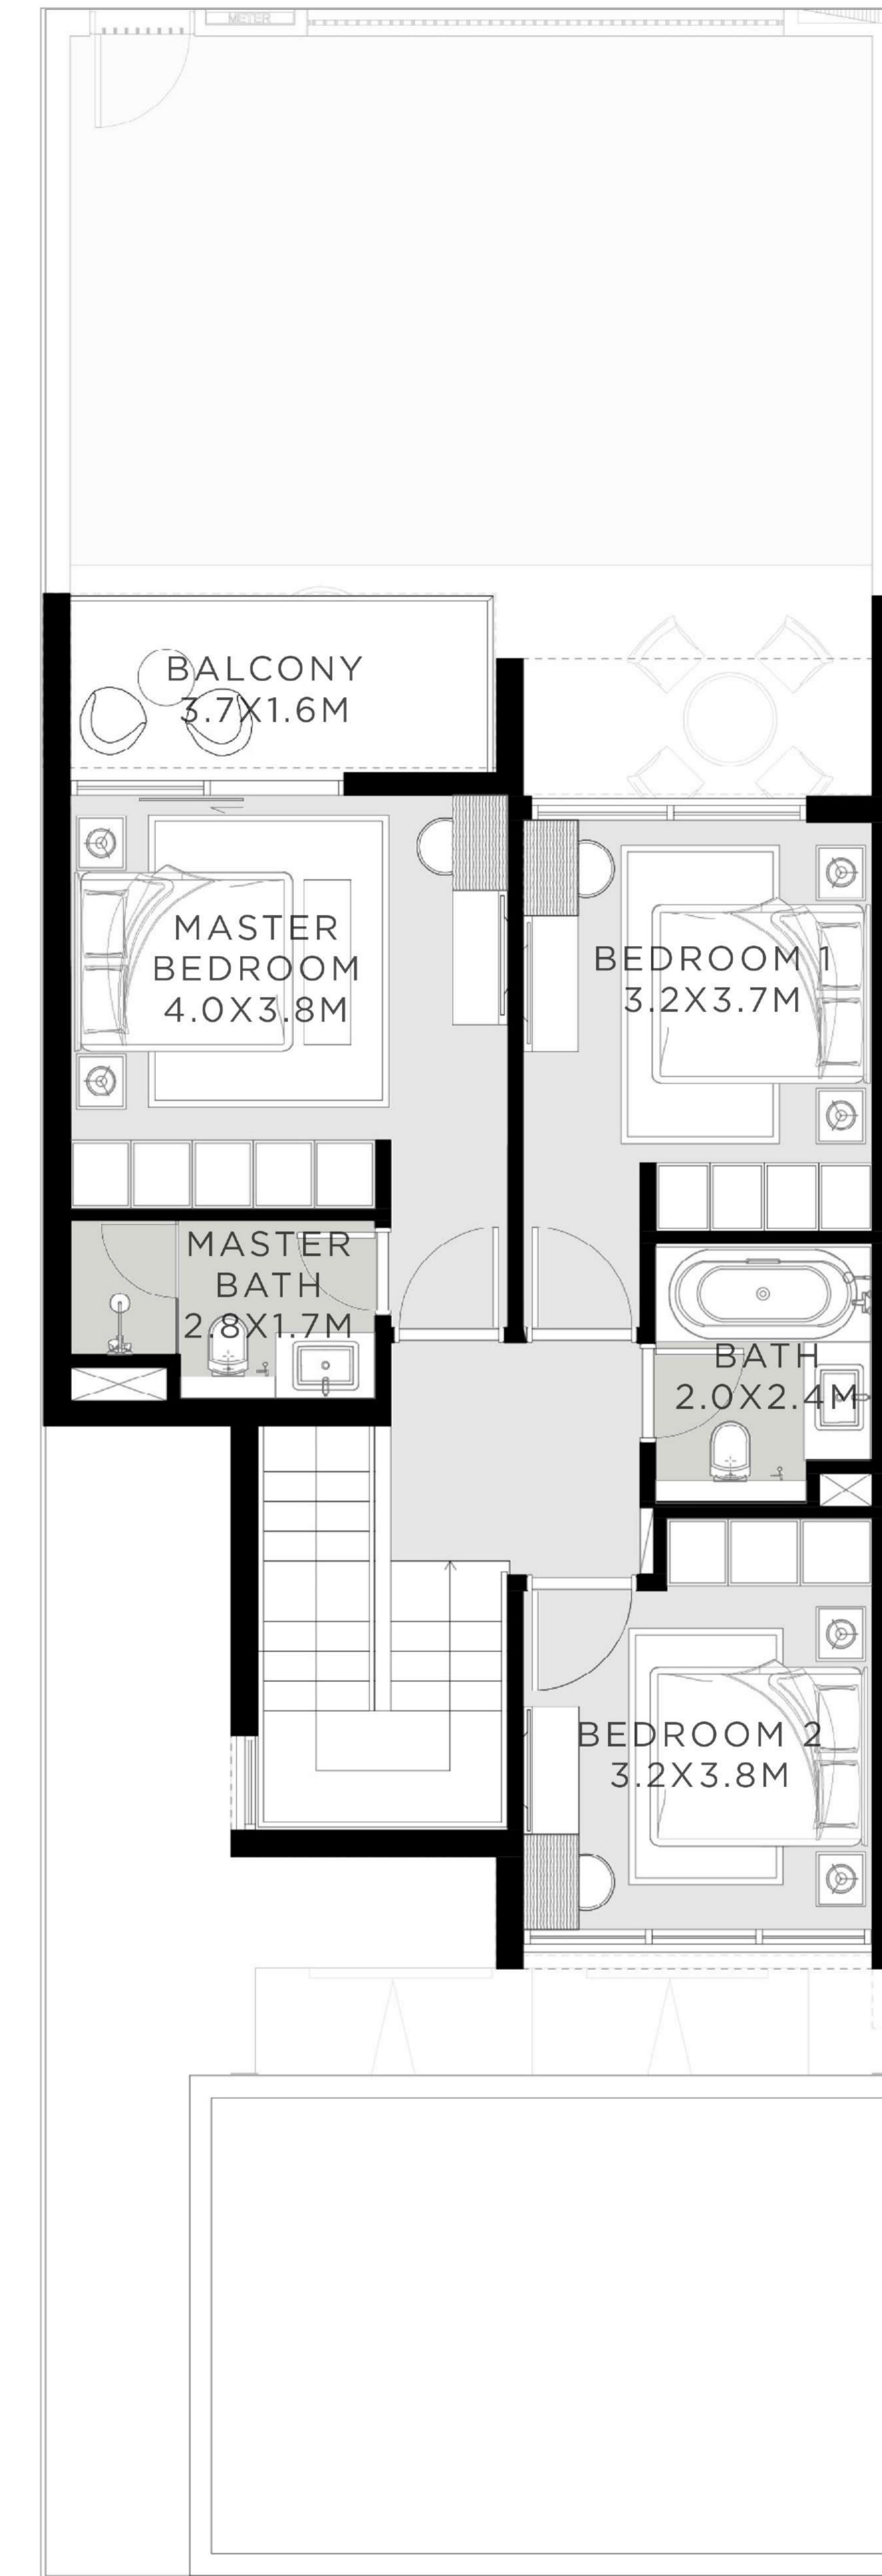 METER
BALCONY
3.7X1.6M
MASTER
BEDROOM
4.0X3.8M
BEDROOM 1
3.2X3.7M
MASTER
BATH
2.8X1.7M
BATH
2.0X2.4M
BEDROOM 2
3.2X3.8M